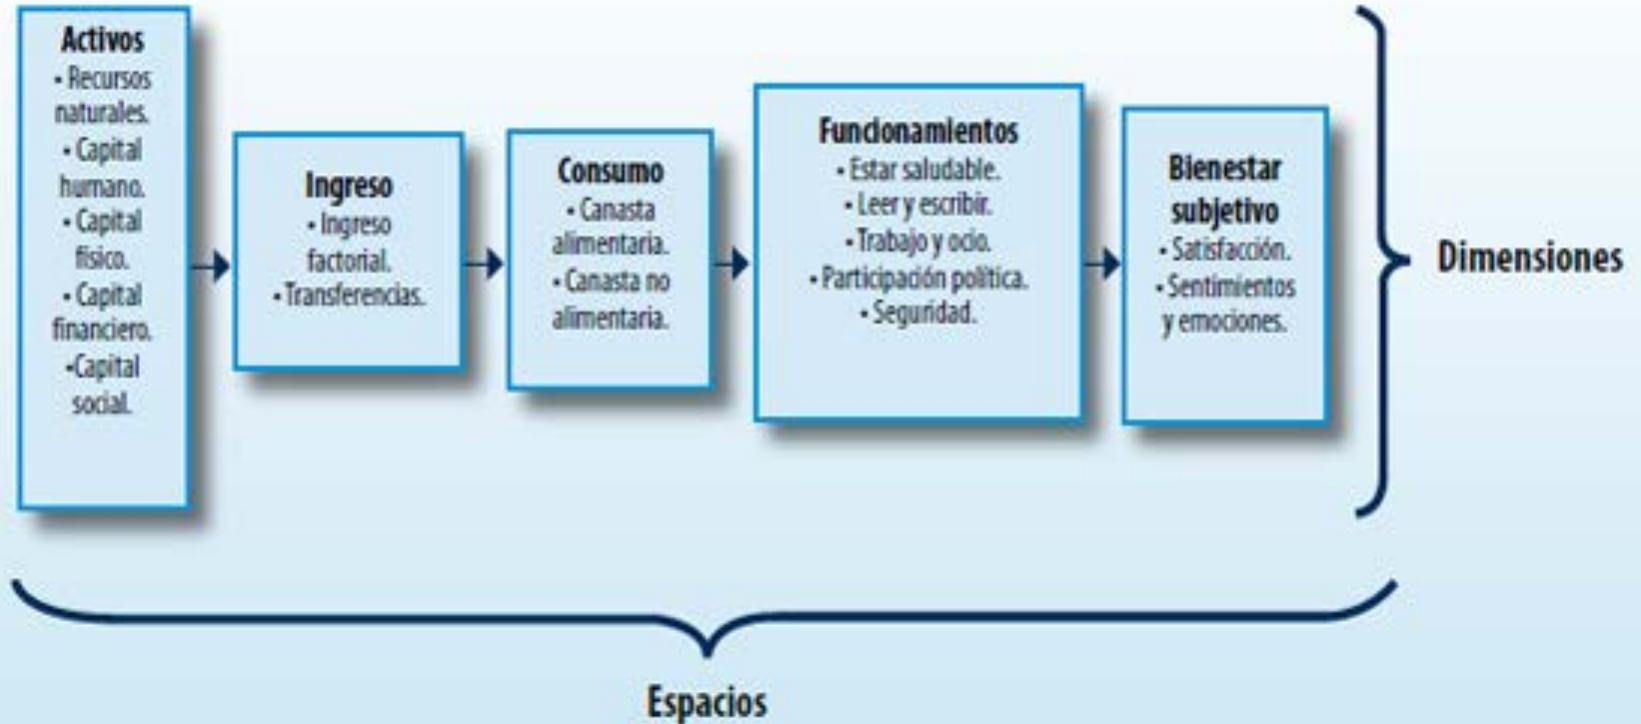 Activos
• Recursos
naturales.
• Capital
humano.
• Capital
físico.
• Capital
financiero.
•Capital
social.
Ingreso
• Ingreso
factorial.
• Transferencias.
Consumo
• Canasta
alimentaria.
• Canasta no
alimentaria.
Funcionamientos
• Estar saludable.
• Leer y escribir.
• Trabajo y ocio.
• Participación política.
• Seguridad.
Bienestar
subjetivo
• Satisfacción.
• Sentimientos
y emociones.
Dimensiones
Espacios